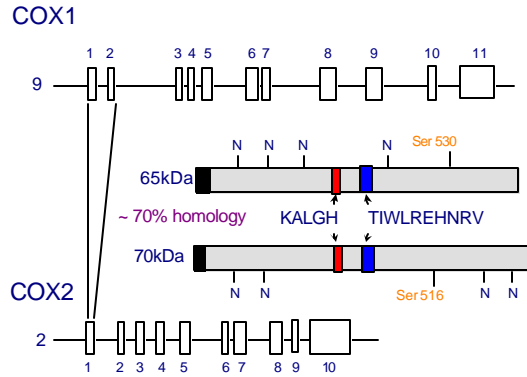 COX1
1 2 3 4 5 6 7 8 9 10 11
9
N N N N Ser 530
65kDa
~ 70% homology KALGH TIWLREHNRV
70kDa
N N Ser 516 N N
COX2
2
1 2 3 4 5 6 7 8 9 10